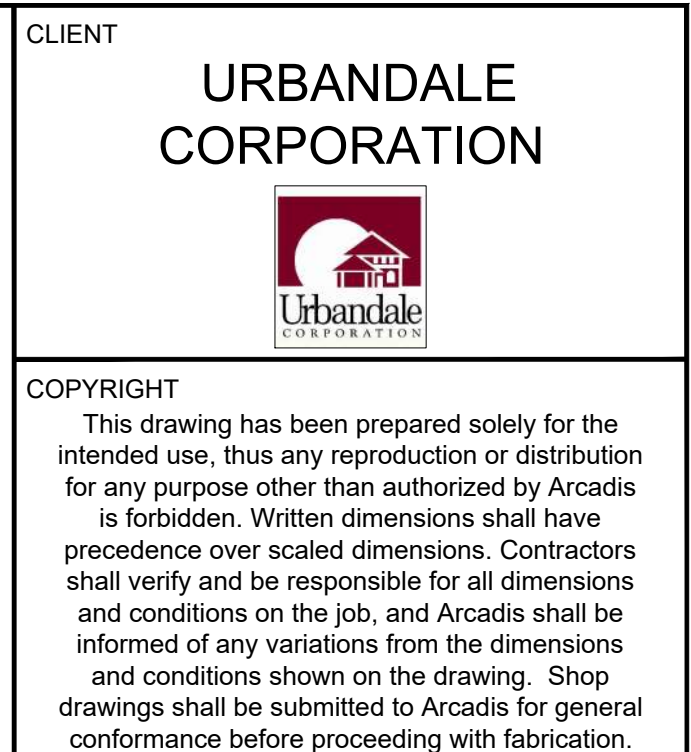 CLIENT
URBANDALE
CORPORATION
Urbandale
CORPORATION
COPYRIGHT
This drawing has been prepared solely for the
intended use, thus any reproduction or distribution
for any purpose other than authorized by Arcadis
is forbidden. Written dimensions shall have
precedence over scaled dimensions. Contractors
shall verify and be responsible for all dimensions
and conditions on the job, and Arcadis shall be
informed of any variations from the dimensions
and conditions shown on the drawing.  Shop
drawings shall be submitted to Arcadis for general
conformance before proceeding with fabrication.